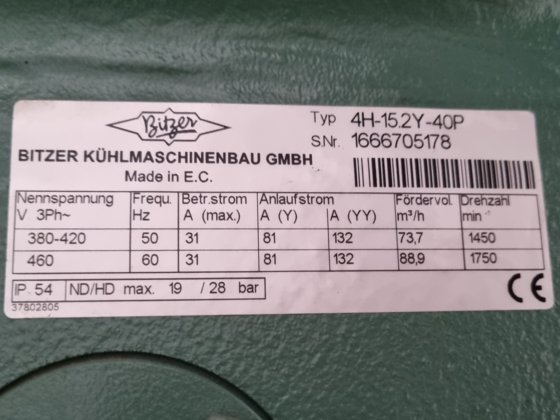 Bitzer
Typ 4H-15.2Y-40P
S.Nr. 1666705178
BITZER KÜHLMASCHINENBAU GMBH
Made in E.C.
Nennspannung Frequ. Betr.strom Anlaufstrom Fördervol. Drehzahl
V 3Ph~ Hz A (max.) A (Y) A (YY) m³/h min
380-420 50 31 81 132 73,7 1450
460 60 31 81 132 88,9 1750
IP 54 ND/HD max. 19 / 28 bar
CE
37802805